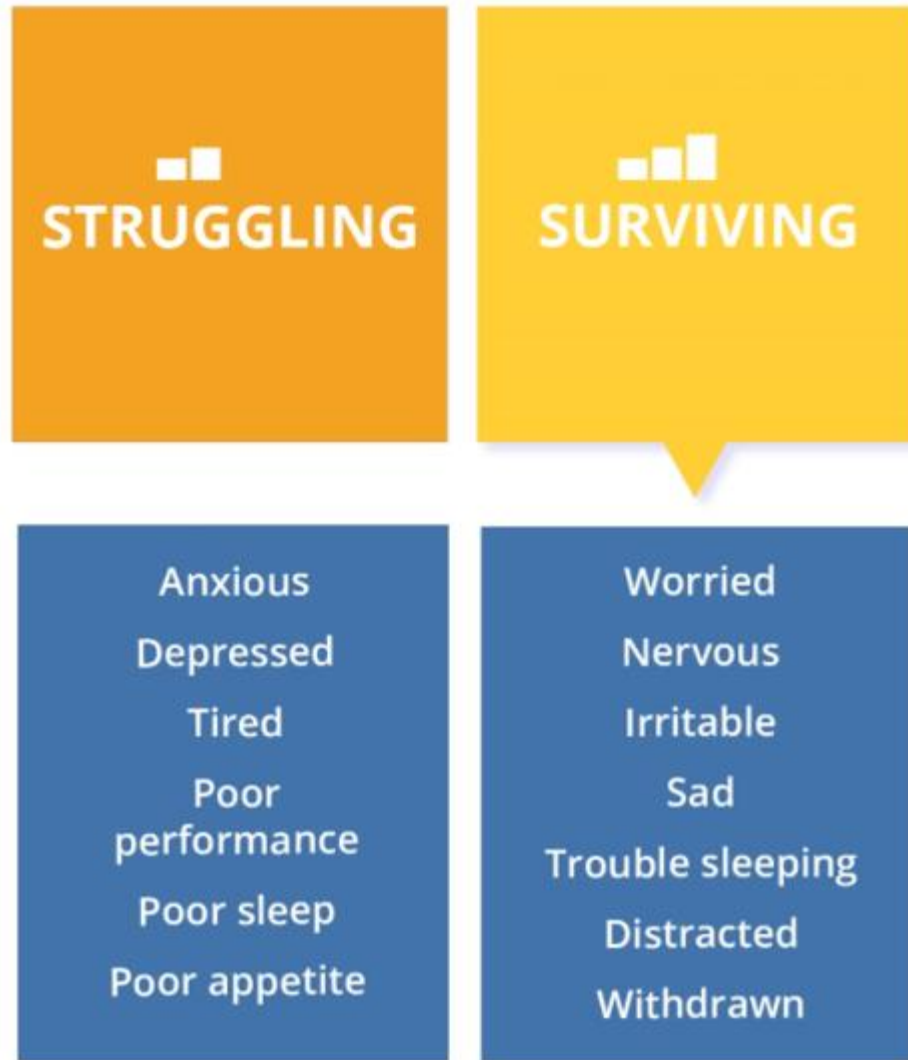 STRUGGLING
Anxious
Depressed
Tired
Poor
performance
Poor sleep
Poor appetite
SURVIVING
Worried
Nervous
Irritable
Sad
Trouble sleeping
Distracted
Withdrawn